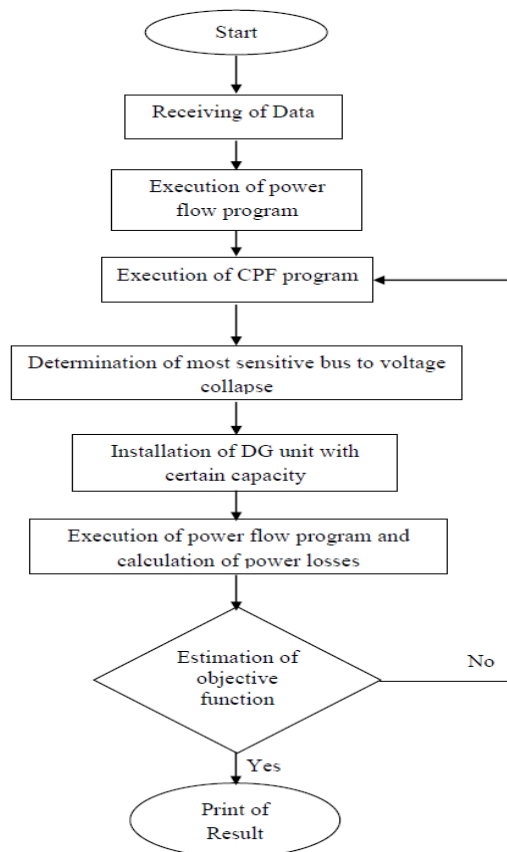 Start
Receiving of Data
Execution of power
flow program
Execution of CPF program
Determination of most sensitive bus to voltage
collapse
Installation of DG unit with
certain capacity
Execution of power flow program and
calculation of power losses
Estimation of
objective
function
No
Yes
Print of
Result